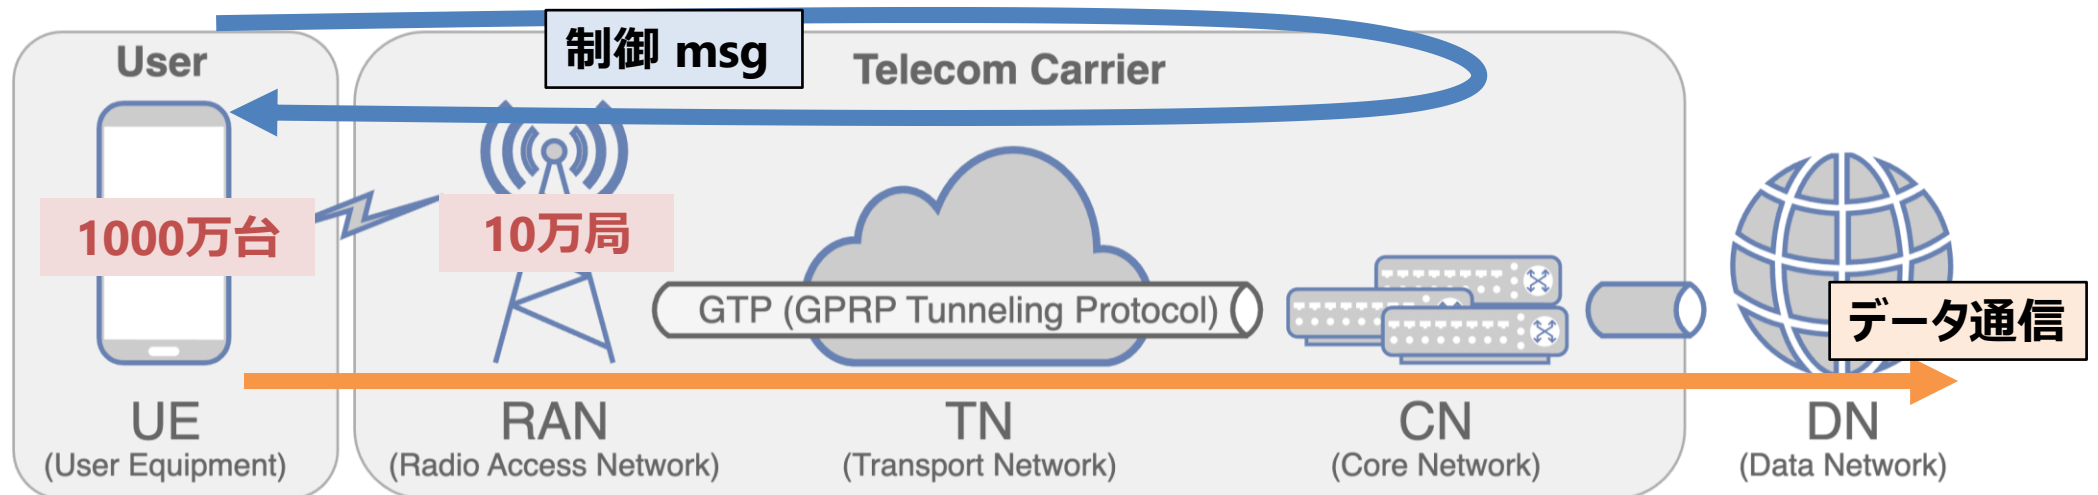 制御 msg
User
Telecom Carrier
1000万台
10万局
GTP (GPRP Tunneling Protocol)
データ通信
UE
(User Equipment)
RAN
(Radio Access Network)
TN
(Transport Network)
CN
(Core Network)
DN
(Data Network)